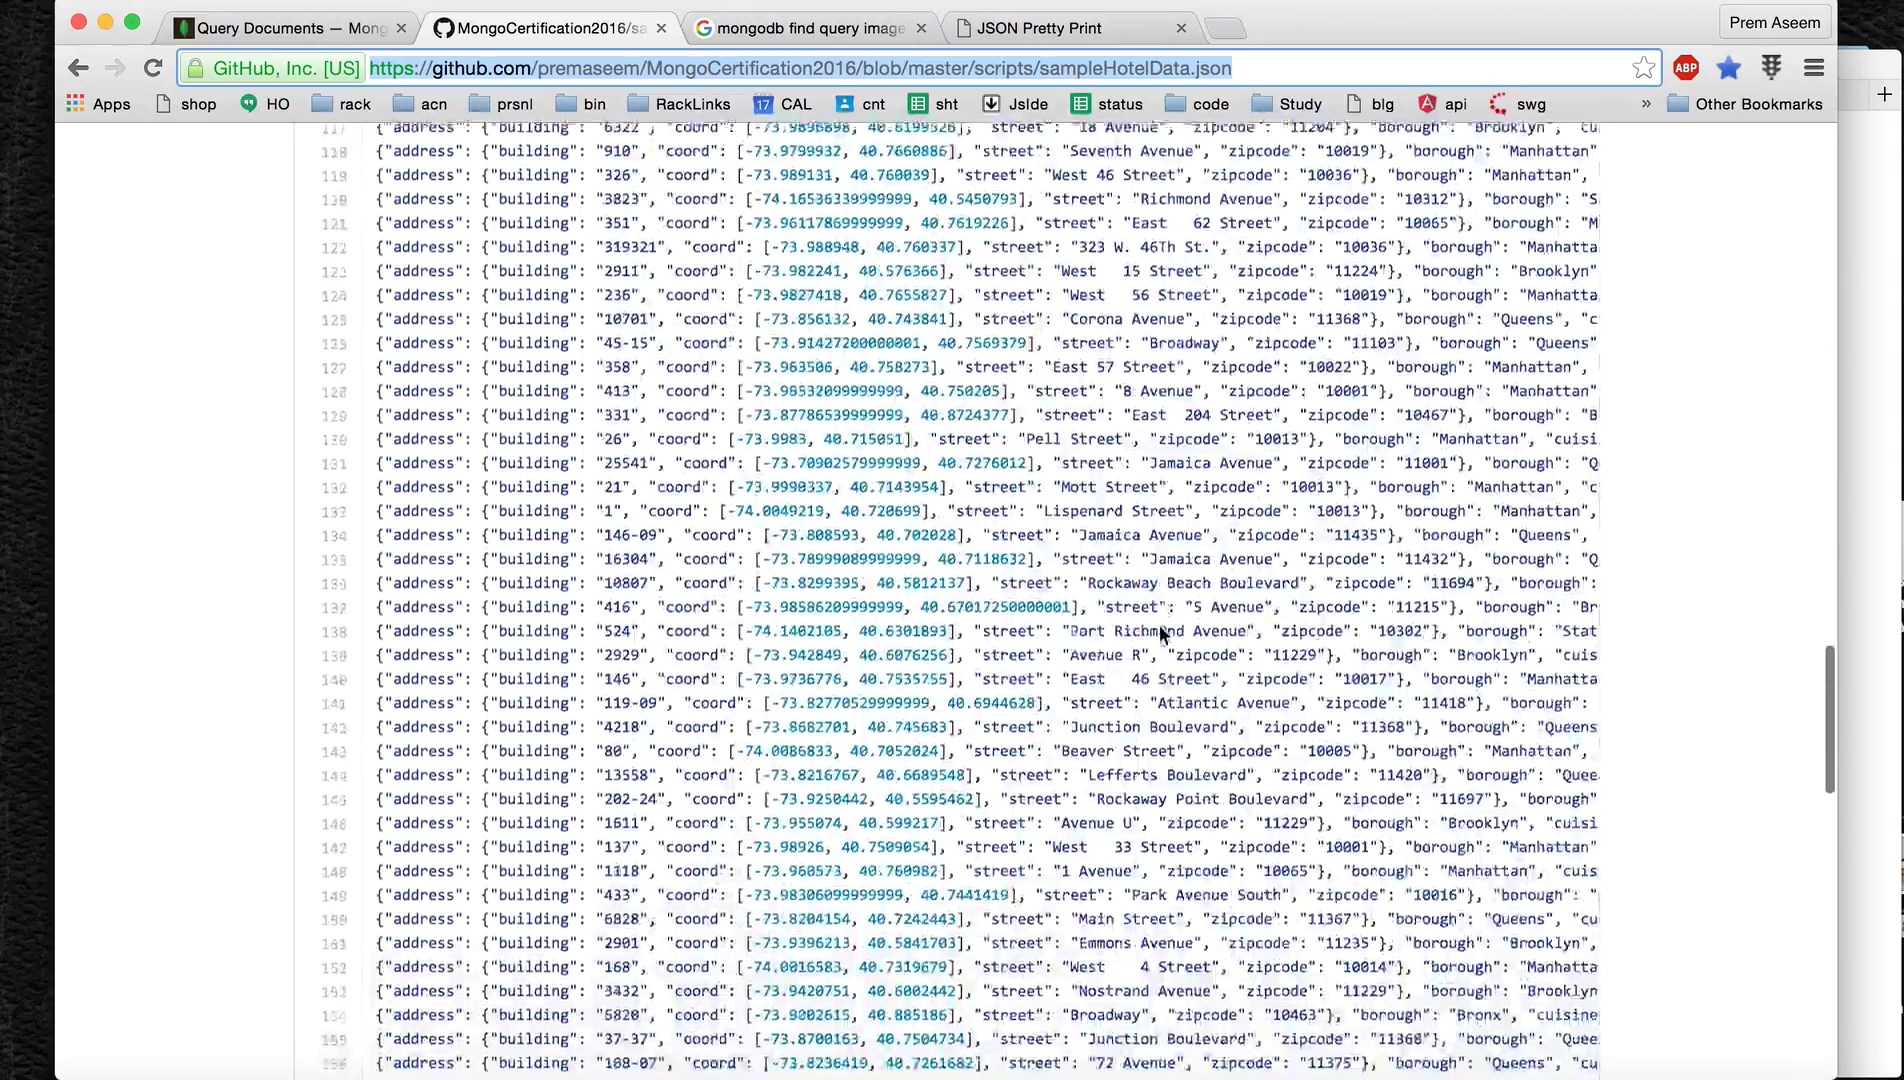 Query Documents — Mong
MongoCertification2016/sa
mongodb find query image
JSON Pretty Print
Prem Aseem
GitHub, Inc. [US] https://github.com/premaseem/MongoCertification2016/blob/master/scripts/sampleHotelData.json
ABP
Apps shop HO rack acn prsnl bin RackLinks 17 CAL cnt sht Jslde status code Study blg api swg » Other Bookmarks
{"address": {"building": "6322", "coord": [-73.9896898, 40.6199526], "street": "18 Avenue", "zipcode": "11204"}, "borough": "Brooklyn", cui
118 {"address": {"building": "910", "coord": [-73.9799932, 40.7660886], "street": "Seventh Avenue", "zipcode": "10019"}, "borough": "Manhattan"
119 {"address": {"building": "326", "coord": [-73.989131, 40.760039], "street": "West 46 Street", "zipcode": "10036"}, "borough": "Manhattan",
{"address": {"building": "3823", "coord": [-74.16536339999999, 40.5450793], "street": "Richmond Avenue", "zipcode": "10312"}, "borough": "S
121 {"address": {"building": "351", "coord": [-73.96117869999999, 40.7619226], "street": "East 62 Street", "zipcode": "10065"}, "borough": "M
122 {"address": {"building": "319321", "coord": [-73.988948, 40.760337], "street": "323 W. 46Th St.", "zipcode": "10036"}, "borough": "Manhatta
123 {"address": {"building": "2911", "coord": [-73.982241, 40.576366], "street": "West 15 Street", "zipcode": "11224"}, "borough": "Brooklyn"
124 {"address": {"building": "236", "coord": [-73.9827418, 40.7655827], "street": "West 56 Street", "zipcode": "10019"}, "borough": "Manhatta
125 {"address": {"building": "10701", "coord": [-73.856132, 40.743841], "street": "Corona Avenue", "zipcode": "11368"}, "borough": "Queens", "c
{"address": {"building": "45-15", "coord": [-73.91427200000001, 40.7569379], "street": "Broadway", "zipcode": "11103"}, "borough": "Queens"
127 {"address": {"building": "358", "coord": [-73.963506, 40.758273], "street": "East 57 Street", "zipcode": "10022"}, "borough": "Manhattan"
128 {"address": {"building": "413", "coord": [-73.98532099999999, 40.750205], "street": "8 Avenue", "zipcode": "10001"}, "borough": "Manhattan"
129 {"address": {"building": "331", "coord": [-73.87786539999999, 40.8724377], "street": "East 204 Street", "zipcode": "10467"}, "borough": "B
130 {"address": {"building": "26", "coord": [-73.9983, 40.715051], "street": "Pell Street", "zipcode": "10013"}, "borough": "Manhattan", "cuisi
131 {"address": {"building": "25541", "coord": [-73.70902579999999, 40.7276012], "street": "Jamaica Avenue", "zipcode": "11001"}, "borough": "Q
132 {"address": {"building": "21", "coord": [-73.9990337, 40.7143954], "street": "Mott Street", "zipcode": "10013"}, "borough": "Manhattan", "c
{"address": {"building": "1", "coord": [-74.0049219, 40.720699], "street": "Lispenard Street", "zipcode": "10013"}, "borough": "Manhattan",
134 {"address": {"building": "146-09", "coord": [-73.808593, 40.702028], "street": "Jamaica Avenue", "zipcode": "11435"}, "borough": "Queens",
{"address": {"building": "16304", "coord": [-73.78999089999999, 40.7118632], "street": "Jamaica Avenue", "zipcode": "11432"}, "borough": "Q
{"address": {"building": "10807", "coord": [-73.8299395, 40.5812137], "street": "Rockaway Beach Boulevard", "zipcode": "11694"}, "borough":
{"address": {"building": "416", "coord": [-73.98586209999999, 40.67017250000001], "street": "5 Avenue", "zipcode": "11215"}, "borough": "Br
138 {"address": {"building": "524", "coord": [-74.1402105, 40.6301893], "street": "Port Richmond Avenue", "zipcode": "10302"}, "borough": "Stat
{"address": {"building": "2929", "coord": [-73.942849, 40.6076256], "street": "Avenue R", "zipcode": "11229"}, "borough": "Brooklyn", "cuis
140 {"address": {"building": "146", "coord": [-73.9736776, 40.7535755], "street": "East 46 Street", "zipcode": "10017"}, "borough": "Manhatta
141 {"address": {"building": "119-09", "coord": [-73.82770529999999, 40.6944628], "street": "Atlantic Avenue", "zipcode": "11418"}, "borough":
142 {"address": {"building": "4218", "coord": [-73.8682701, 40.745683], "street": "Junction Boulevard", "zipcode": "11368"}, "borough": "Queens
{"address": {"building": "80", "coord": [-74.0086833, 40.7052024], "street": "Beaver Street", "zipcode": "10005"}, "borough": "Manhattan",
144 {"address": {"building": "13558", "coord": [-73.8216767, 40.6689548], "street": "Lefferts Boulevard", "zipcode": "11420"}, "borough": "Quee
{"address": {"building": "202-24", "coord": [-73.9250442, 40.5595462], "street": "Rockaway Point Boulevard", "zipcode": "11697"}, "borough"
146 {"address": {"building": "1611", "coord": [-73.955074, 40.599217], "street": "Avenue U", "zipcode": "11229"}, "borough": "Brooklyn", "cuisi
147 {"address": {"building": "137", "coord": [-73.98926, 40.7509054], "street": "West 33 Street", "zipcode": "10001"}, "borough": "Manhattan"
148 {"address": {"building": "1118", "coord": [-73.960573, 40.760982], "street": "1 Avenue", "zipcode": "10065"}, "borough": "Manhattan", "cuis
149 {"address": {"building": "433", "coord": [-73.98306099999999, 40.7441419], "street": "Park Avenue South", "zipcode": "10016"}, "borough":
{"address": {"building": "6828", "coord": [-73.8204154, 40.7242443], "street": "Main Street", "zipcode": "11367"}, "borough": "Queens", "cu
{"address": {"building": "2901", "coord": [-73.9396213, 40.5841703], "street": "Emmons Avenue", "zipcode": "11235"}, "borough": "Brooklyn",
152 {"address": {"building": "168", "coord": [-74.0016583, 40.7319679], "street": "West 4 Street", "zipcode": "10014"}, "borough": "Manhatta
{"address": {"building": "3432", "coord": [-73.9420751, 40.6002442], "street": "Nostrand Avenue", "zipcode": "11229"}, "borough": "Brooklyn
154 {"address": {"building": "5820", "coord": [-73.9002615, 40.885186], "street": "Broadway", "zipcode": "10463"}, "borough": "Bronx", "cuisine
{"address": {"building": "37-37", "coord": [-73.8700163, 40.7504734], "street": "Junction Boulevard", "zipcode": "11368"}, "borough": "Quee
{"address": {"building": "108-07", "coord": [-73.8236419, 40.7261682], "street": "72 Avenue", "zipcode": "11375"}, "borough": "Queens", "cu